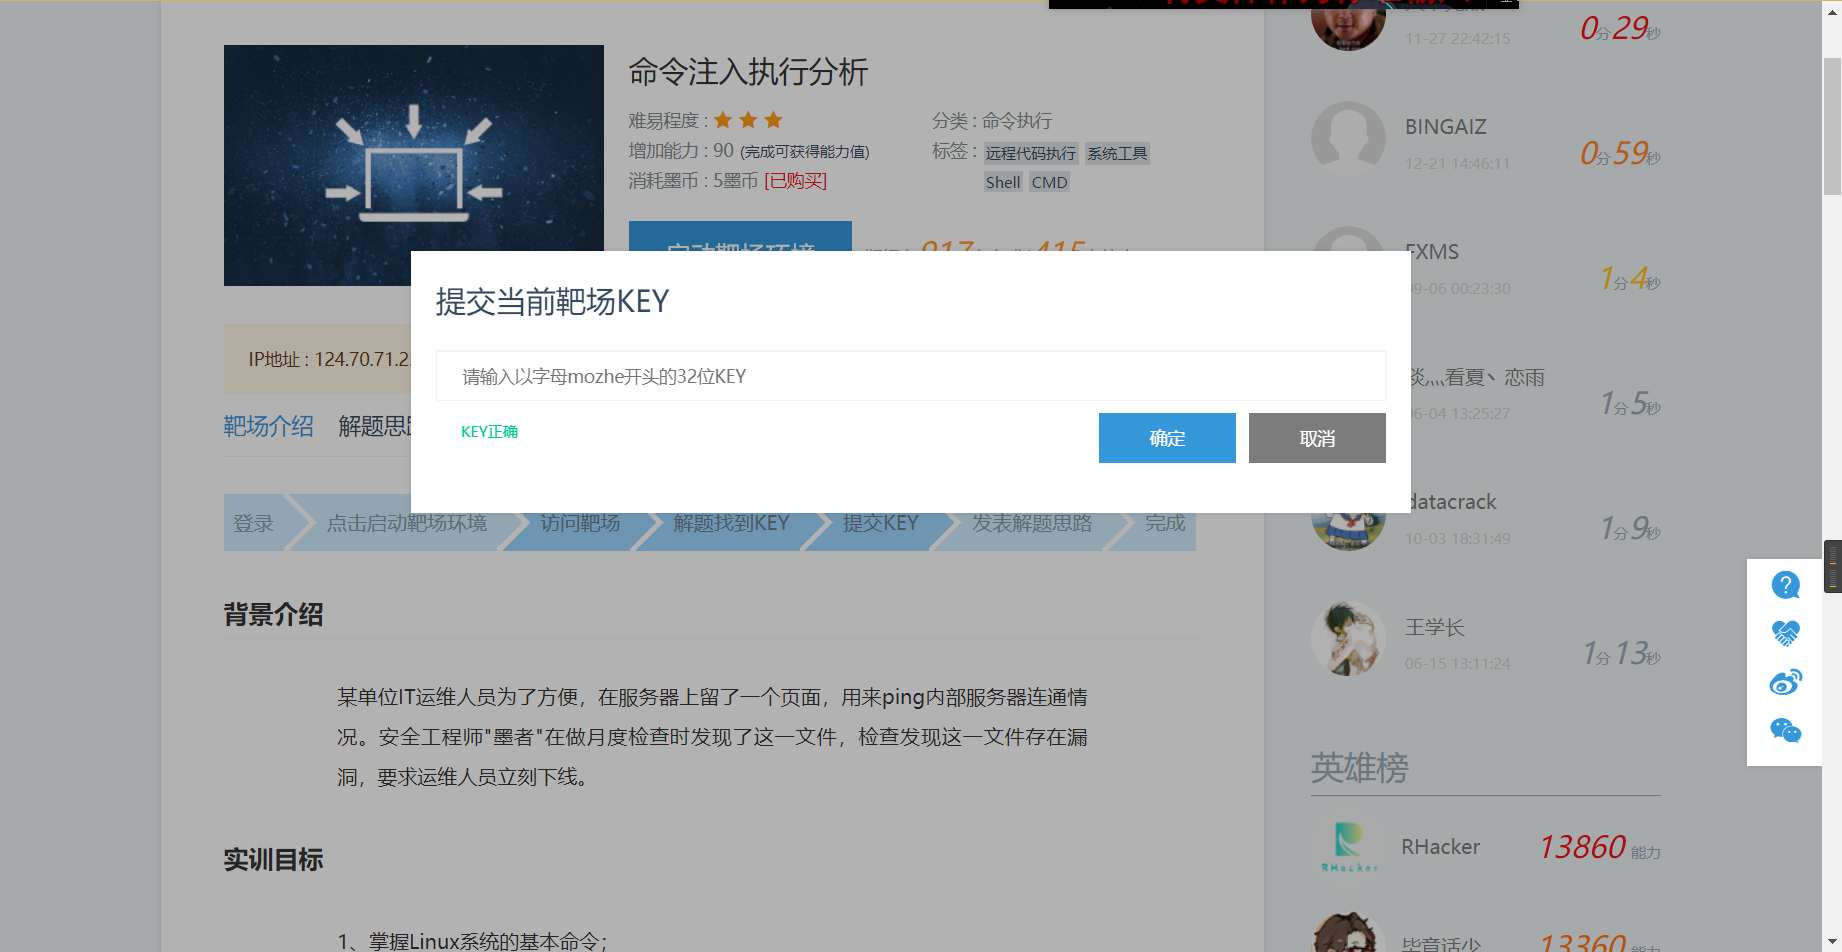 命令注入执行分析
难易程度 :
增加能力 : 90 (完成可获得能力值)
消耗墨币 : 5墨币 [已购买]
分类 : 命令执行
标签 : 远程代码执行 系统工具
Shell CMD
启动靶场环境
917
415
IP地址 : 124.70.71.2
靶场介绍 解题思路
提交当前靶场KEY
请输入以字母mozhe开头的32位KEY
KEY正确
确定
取消
登录
点击启动靶场环境
访问靶场
解题找到KEY
提交KEY
发表解题思路
完成
背景介绍
某单位IT运维人员为了方便，在服务器上留了一个页面，用来ping内部服务器连通情
况。安全工程师"墨者"在做月度检查时发现了这一文件，检查发现这一文件存在漏
洞，要求运维人员立刻下线。
实训目标
1、掌握Linux系统的基本命令；
11-27 22:42:15
0分29秒
BINGAIZ
12-21 14:46:11
0分59秒
FXMS
09-06 00:23:30
1分4秒
灬看夏丶恋雨
06-04 13:25:27
1分5秒
datacrack
10-03 18:31:49
1分9秒
王学长
06-15 13:11:24
1分13秒
英雄榜
RHacker
RHacker
13860 能力
毕竟话少
13360 能力